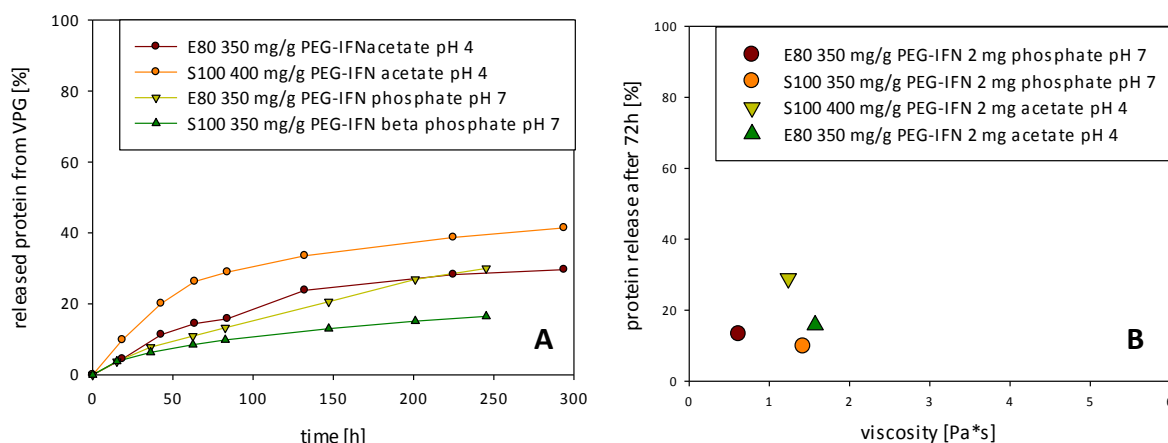 released protein from VPG [%]
100
80
60
40
20
0
E80 350 mg/g PEG-IFNacetate pH 4
S100 400 mg/g PEG-IFN acetate pH 4
E80 350 mg/g PEG-IFN phosphate pH 7
S100 350 mg/g PEG-IFN beta phosphate pH 7
A
0 50 100 150 200 250 300
time [h]
protein release after 72h [%]
100
80
60
40
20
0
E80 350 mg/g PEG-IFN 2 mg phosphate pH 7
S100 350 mg/g PEG-IFN 2 mg phosphate pH 7
S100 400 mg/g PEG-IFN 2 mg acetate pH 4
E80 350 mg/g PEG-IFN 2 mg acetate pH 4
B
0 1 2 3 4 5 6
viscosity [Pa*s]